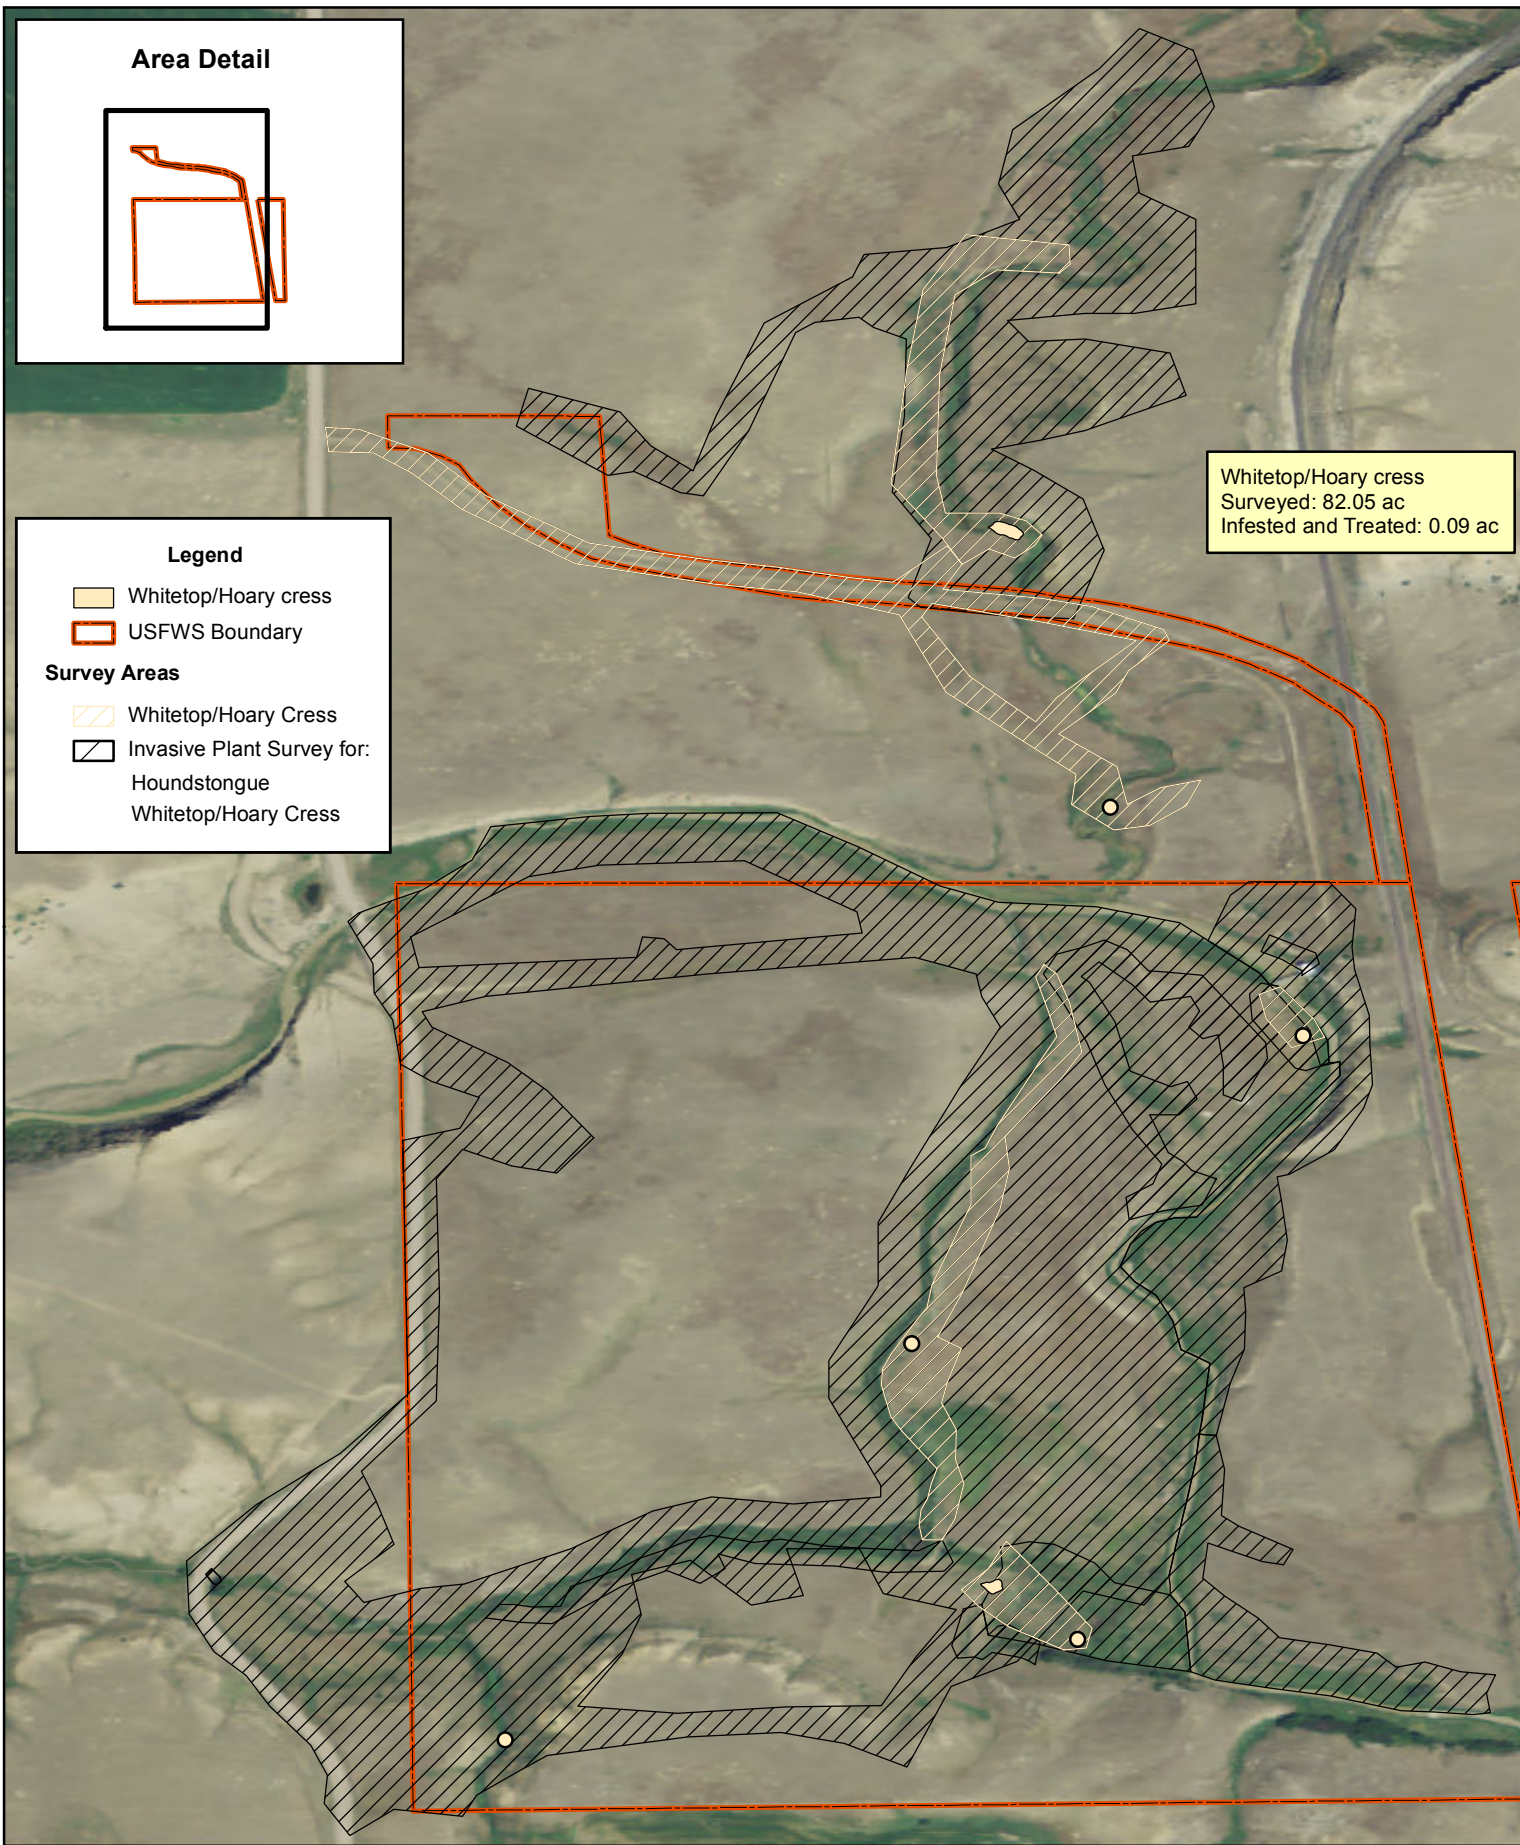 Area Detail
Whitetop/Hoary cress
Surveyed: 82.05 ac
Infested and Treated: 0.09 ac
Legend
Whitetop/Hoary cress
USFWS Boundary
Survey Areas
Whitetop/Hoary Cress
Invasive Plant Survey for:
Houndstongue
Whitetop/Hoary Cress